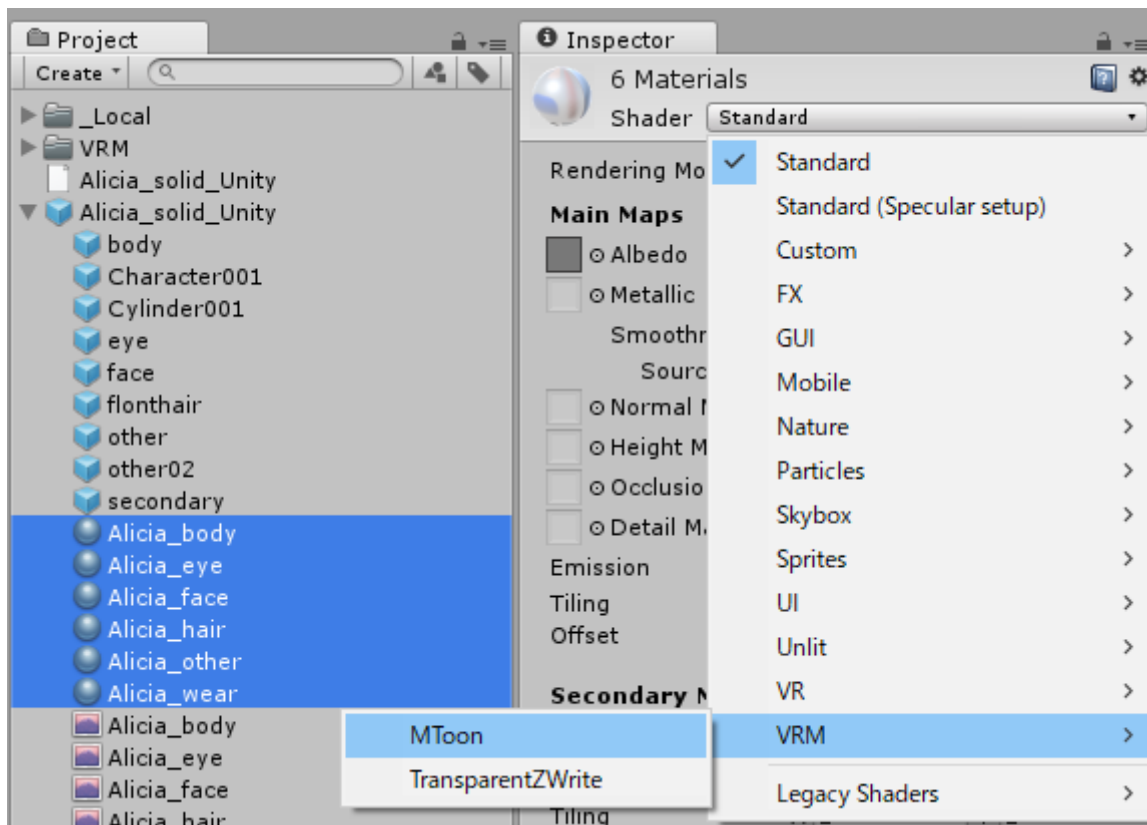 Project
Create
_Local
VRM
Alicia_solid_Unity
Alicia_solid_Unity
body
Character001
Cylinder001
eye
face
flonthair
other
other02
secondary
Alicia_body
Alicia_eye
Alicia_face
Alicia_hair
Alicia_other
Alicia_wear
Alicia_body
Alicia_eye
Alicia_face
Alicia_hair
Inspector
6 Materials
Shader Standard
Rendering Mo
Main Maps
Albedo
Metallic
Smoothr
Sourc
Normal M
Height M
Occlusio
Detail Ma
Emission
Tiling
Offset
Secondary M
Tiling
Standard
Standard (Specular setup)
Custom
FX
GUI
Mobile
Nature
Particles
Skybox
Sprites
UI
Unlit
VR
VRM
Legacy Shaders
MToon
TransparentZWrite